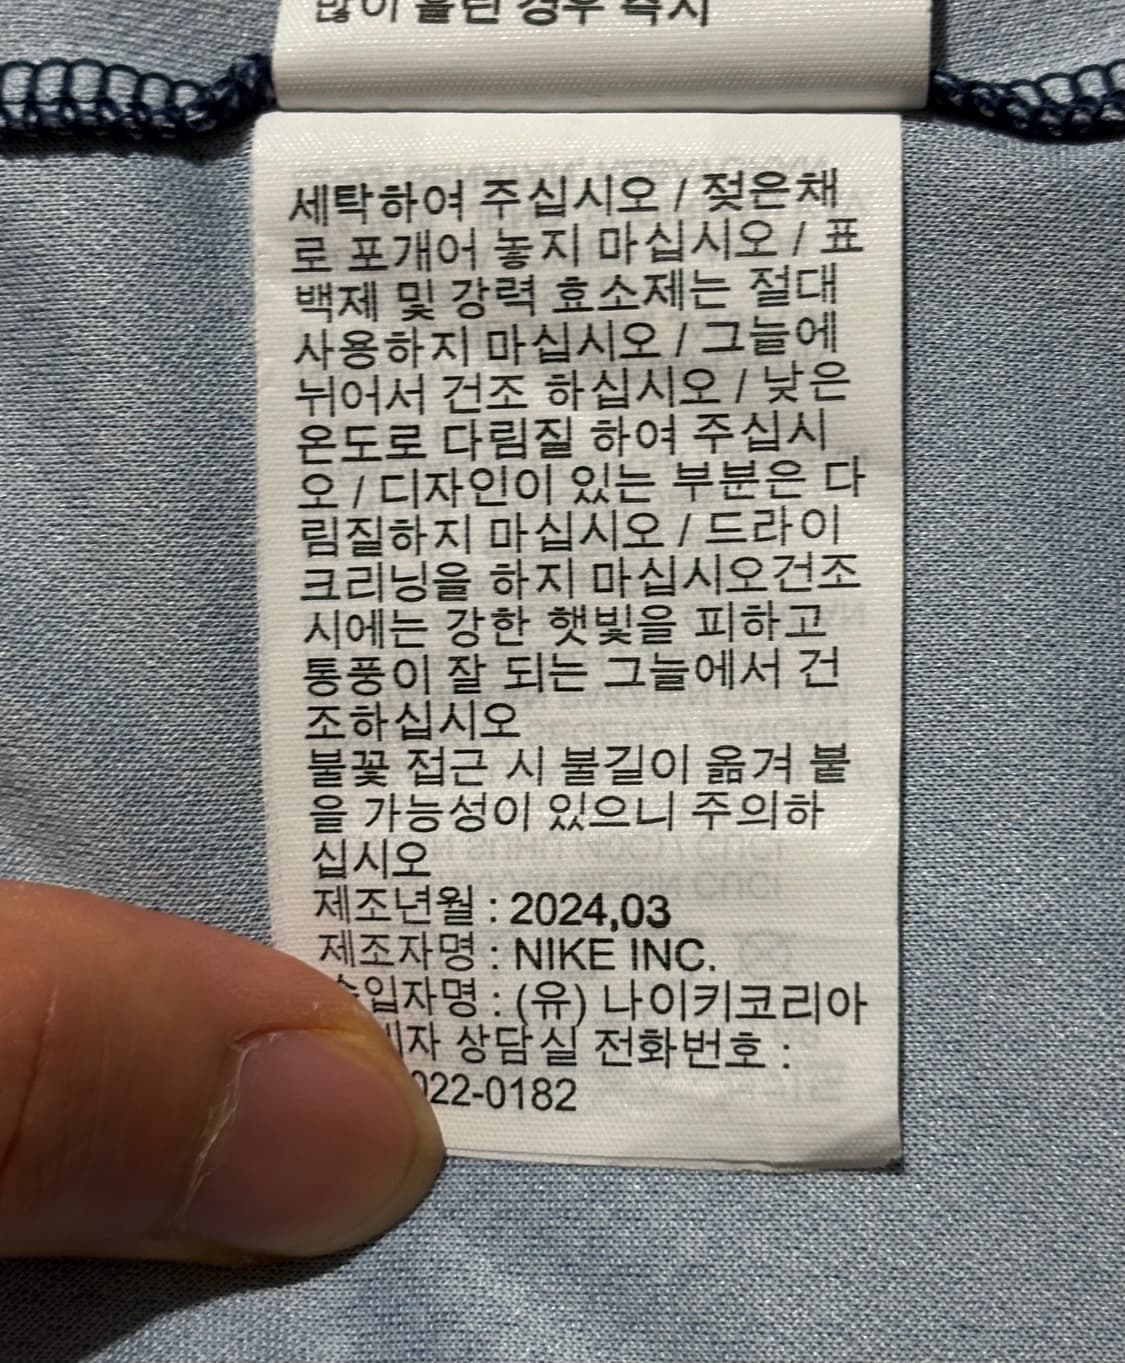 많이 흘린 경우 즉시
세탁하여 주십시오 / 젖은채
로 포개어 놓지 마십시오 / 표
백제 및 강력 효소제는 절대
사용하지 마십시오 / 그늘에
뉘어서 건조 하십시오 / 낮은
온도로 다림질 하여 주십시
오 / 디자인이 있는 부분은 다
림질하지 마십시오 / 드라이
크리닝을 하지 마십시오건조
시에는 강한 햇빛을 피하고
통풍이 잘 되는 그늘에서 건
조하십시오
불꽃 접근 시 불길이 옮겨 붙
을 가능성이 있으니 주의하
십시오
제조년월 : 2024,03
제조자명 : NIKE INC.
수입자명 : (유) 나이키코리아
상담실 전화번호 :
022-0182